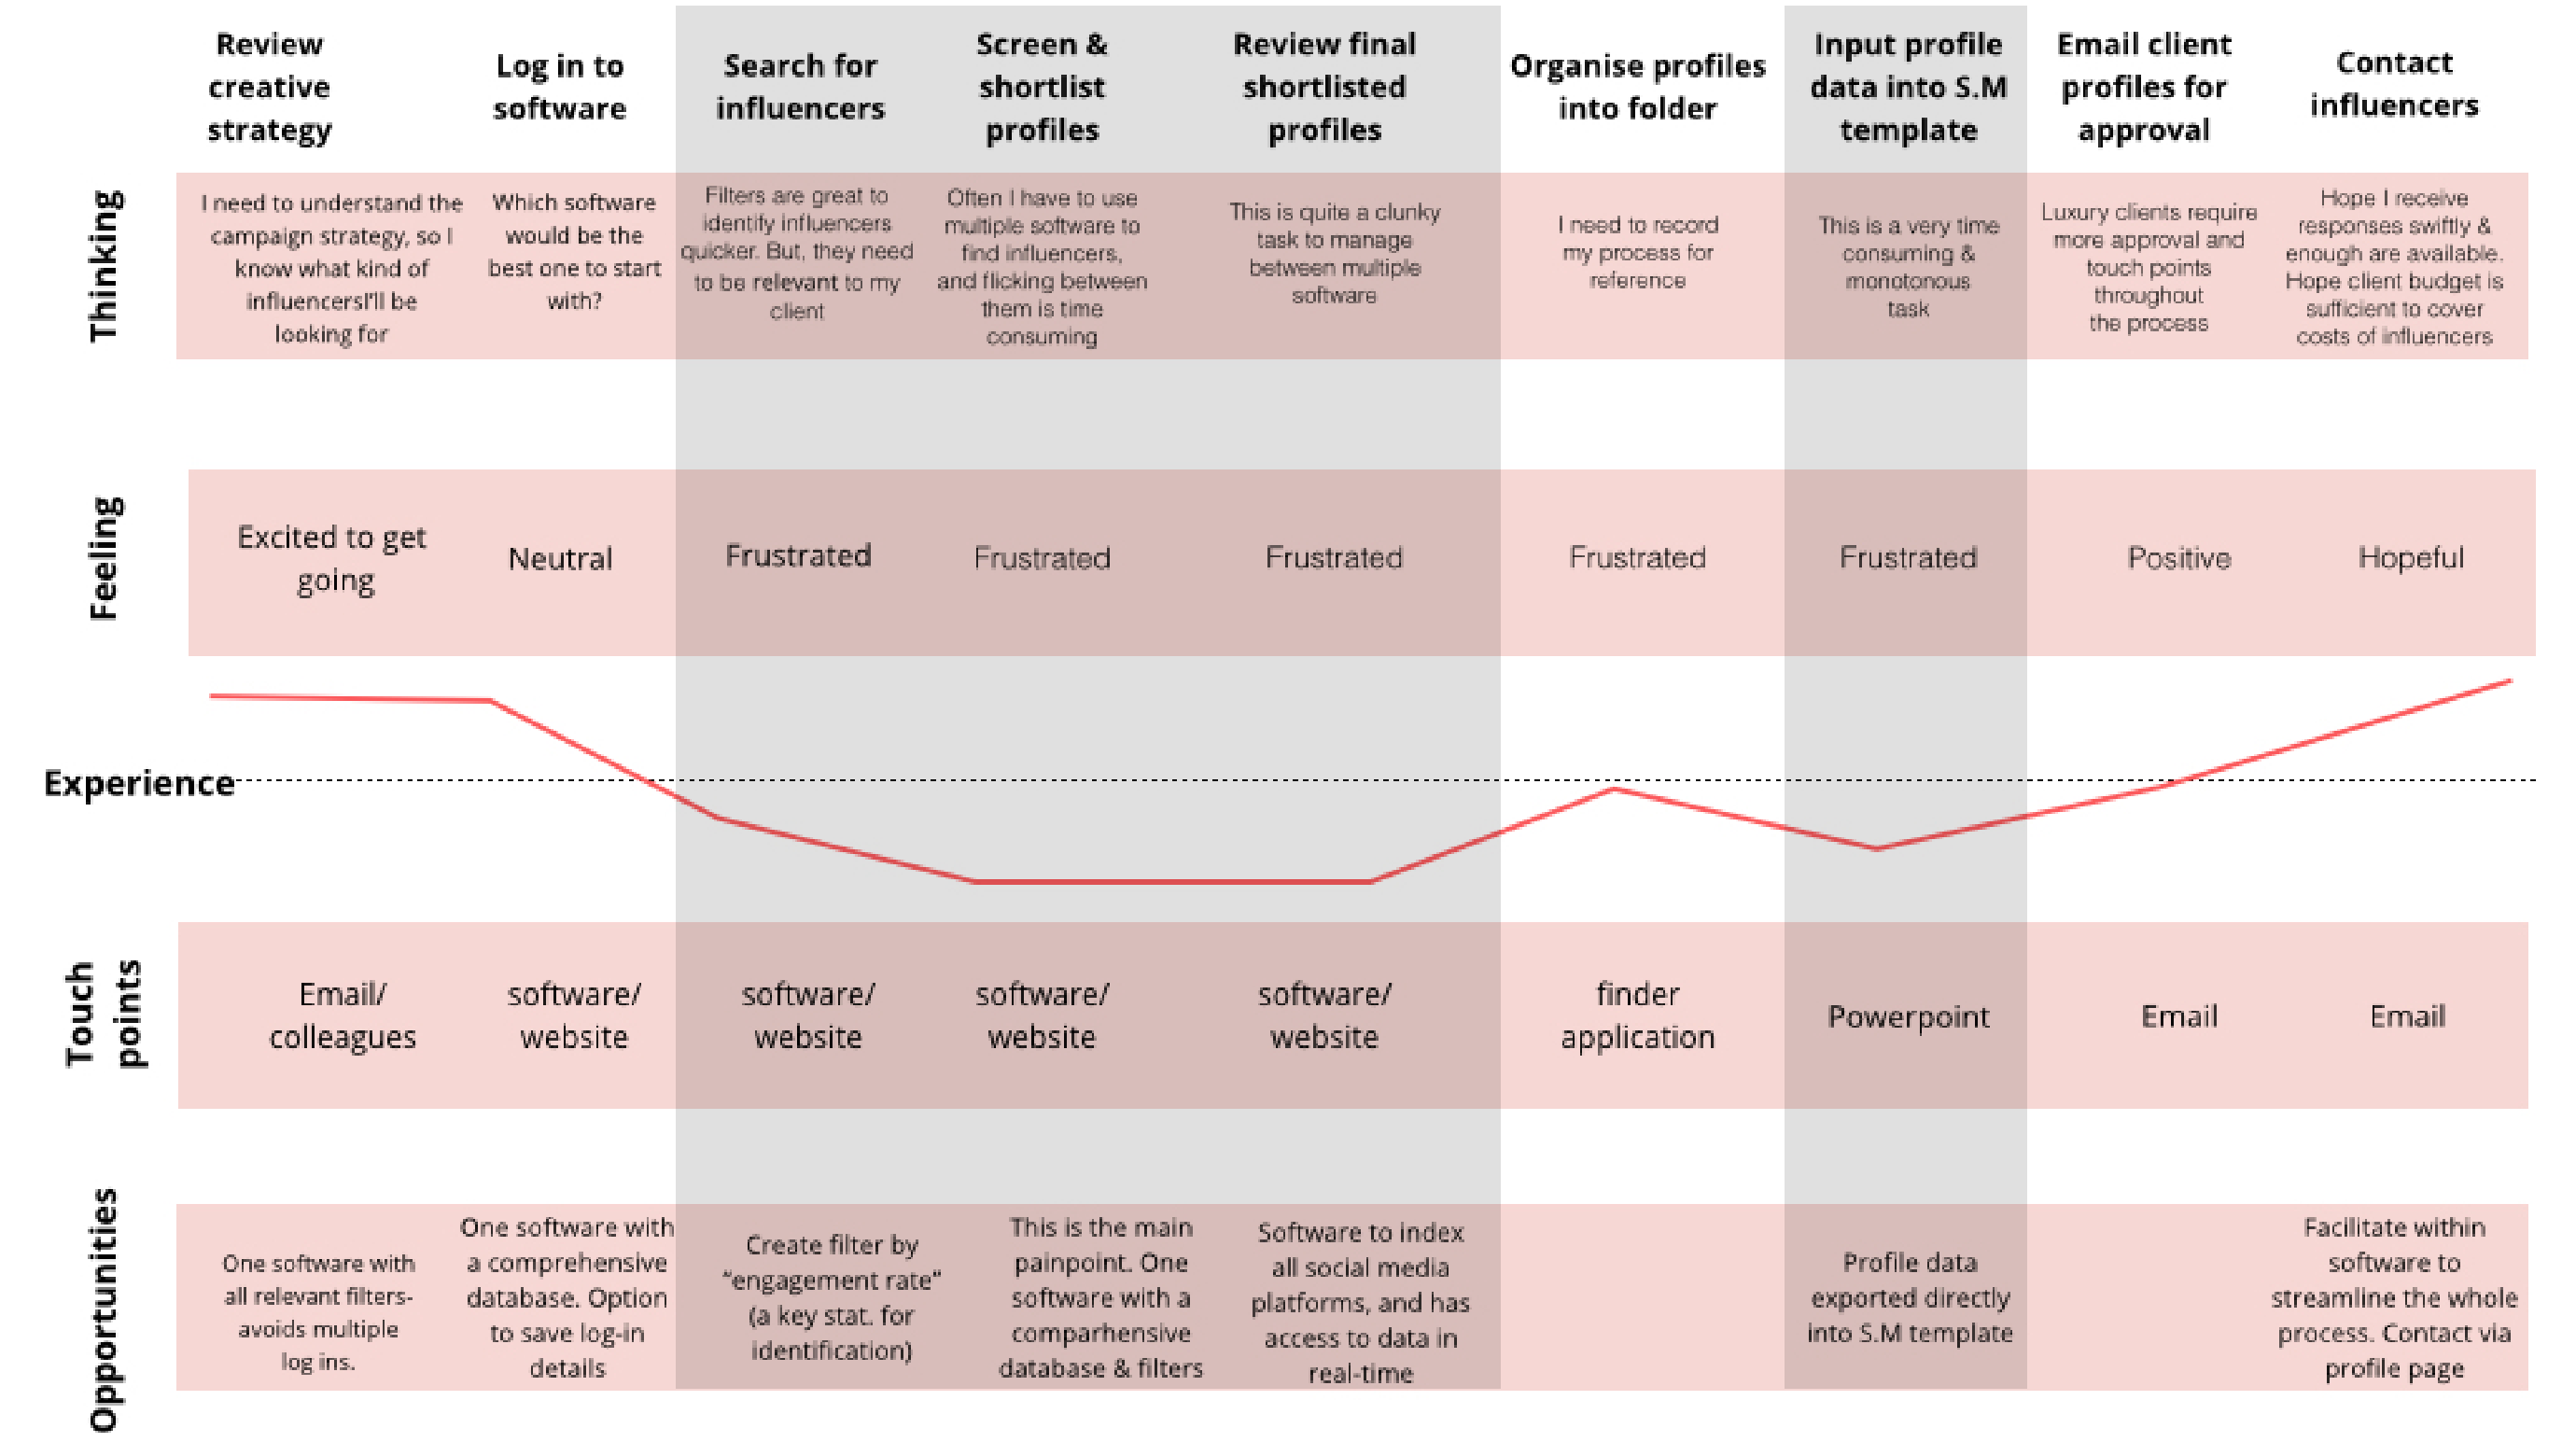 Review
creative
strategy
Log in to
software
Search for
influencers
Screen &
shortlist
profiles
Review final
shortlisted
profiles
Organise profiles
into folder
Input profile
data into S.M
template
Email client
profiles for
approval
Contact
influencers
Thinking
I need to understand the
campaign strategy, so I
know what kind of
influencersI'll be
looking for
Which software
would be the
best one to start
with?
Filters are great to
identify influencers
quicker. But, they need
to be relevant to my
client
Often I have to use
multiple software to
find influencers,
and flicking between
them is time
consuming
This is quite a clunky
task to manage
between multiple
software
I need to record
my process for
reference
This is a very time
consuming &
monotonous
task
Luxury clients require
more approval and
touch points
throughout
the process
Hope I receive
responses swiftly &
enough are available.
Hope client budget is
sufficient to cover
costs of influencers
Feeling
Excited to get
going
Neutral
Frustrated
Frustrated
Frustrated
Frustrated
Frustrated
Positive
Hopeful
Experience
Touch
points
Email/
colleagues
software/
website
software/
website
software/
website
software/
website
finder
application
Powerpoint
Email
Email
Opportunities
One software with
all relevant filters-
avoids multiple
log ins.
One software with
a comprehensive
database. Option
to save log-in
details
Create filter by
"engagement rate"
(a key stat. for
identification)
This is the main
painpoint. One
software with a
comparhensive
database & filters
Software to index
all social media
platforms, and has
access to data in
real-time
Profile data
exported directly
into S.M template
Facilitate within
software to
streamline the whole
process. Contact via
profile page